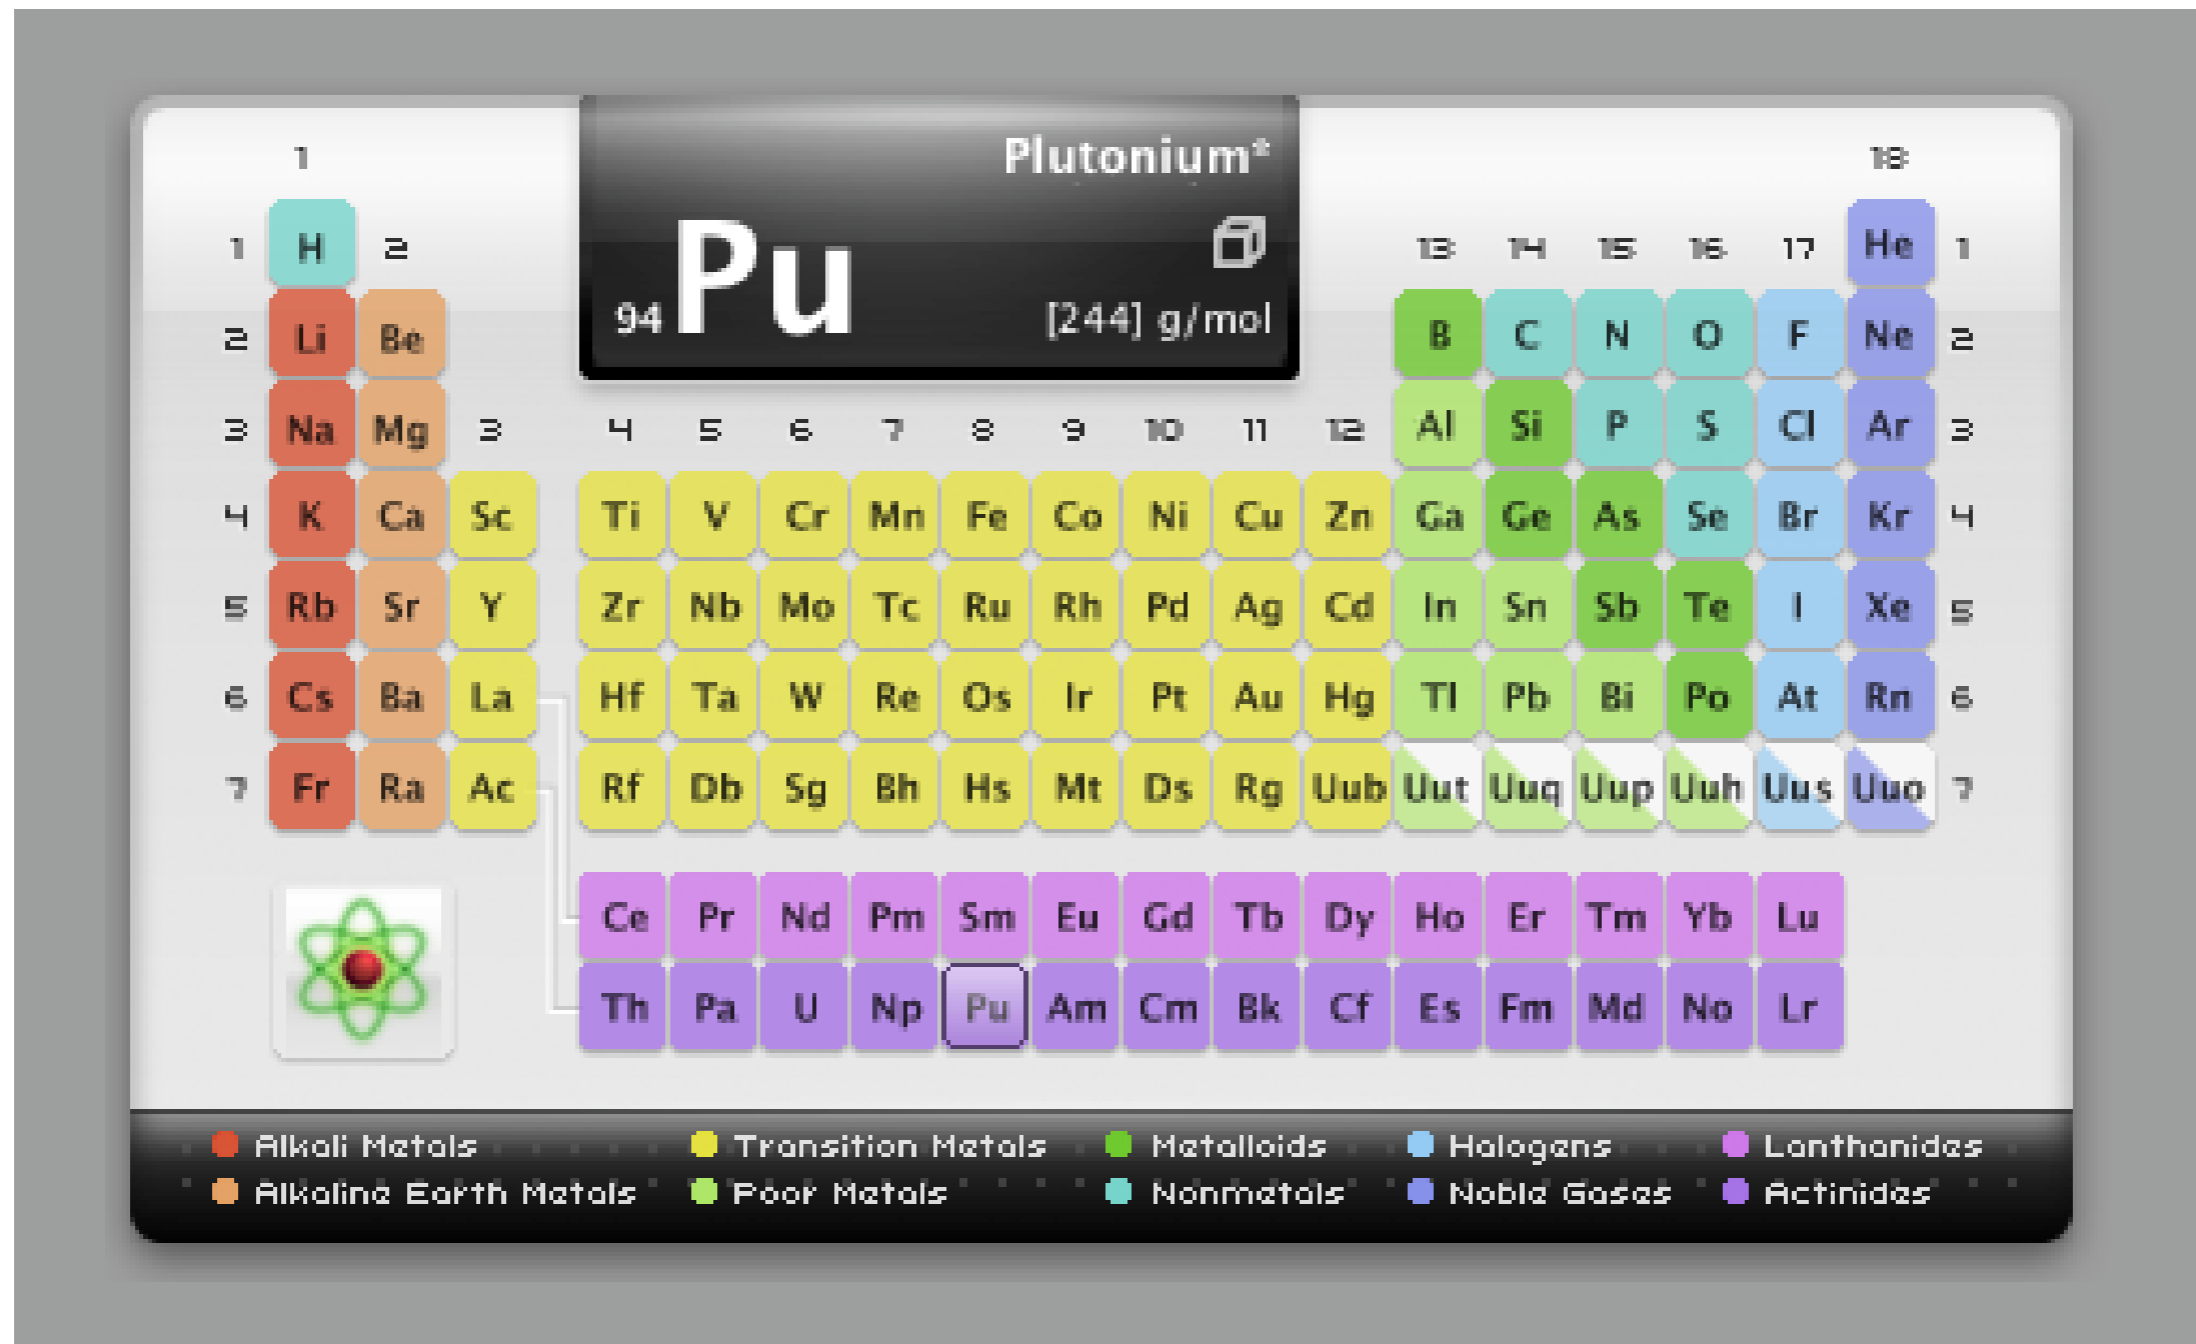 Plutonium*
1 18
Pu
1 H 2 13 14 15 16 17 He 1
94 [244] g/mol
2 Li Be B C N O F Ne 2
3 Na Mg 3 4 5 6 7 8 9 10 11 12 Al Si P S Cl Ar 3
4 K Ca Sc Ti V Cr Mn Fe Co Ni Cu Zn Ga Ge As Se Br Kr 4
5 Rb Sr Y Zr Nb Mo Tc Ru Rh Pd Ag Cd In Sn Sb Te I Xe 5
6 Cs Ba La Hf Ta W Re Os Ir Pt Au Hg Tl Pb Bi Po At Rn 6
7 Fr Ra Ac Rf Db Sg Bh Hs Mt Ds Rg Uub Uut Uuq Uup Uuh Uus Uuo 7
Ce Pr Nd Pm Sm Eu Gd Tb Dy Ho Er Tm Yb Lu
Th Pa U Np Pu Am Cm Bk Cf Es Fm Md No Lr
Alkali Metals Transition Metals Metalloids Halogens Lanthanides
Alkaline Earth Metals Poor Metals Nonmetals Noble Gases Actinides